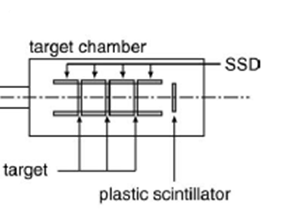 target chamber
SSD
target
plastic scintillator